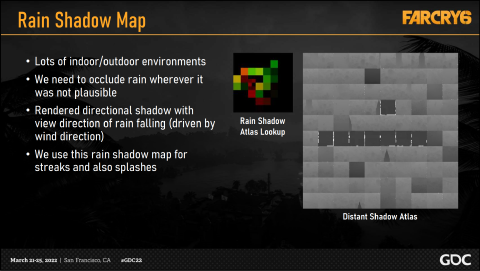 Rain Shadow Map
FARCRY6
• Lots of indoor/outdoor environments
• We need to occlude rain wherever it
was not plausible
• Rendered directional shadow with
view direction of rain falling (driven by
wind direction)
• We use this rain shadow map for
streaks and also splashes
Rain Shadow
Atlas Lookup
Distant Shadow Atlas
March 21-25, 2022 | San Francisco, CA #GDC22
GDC